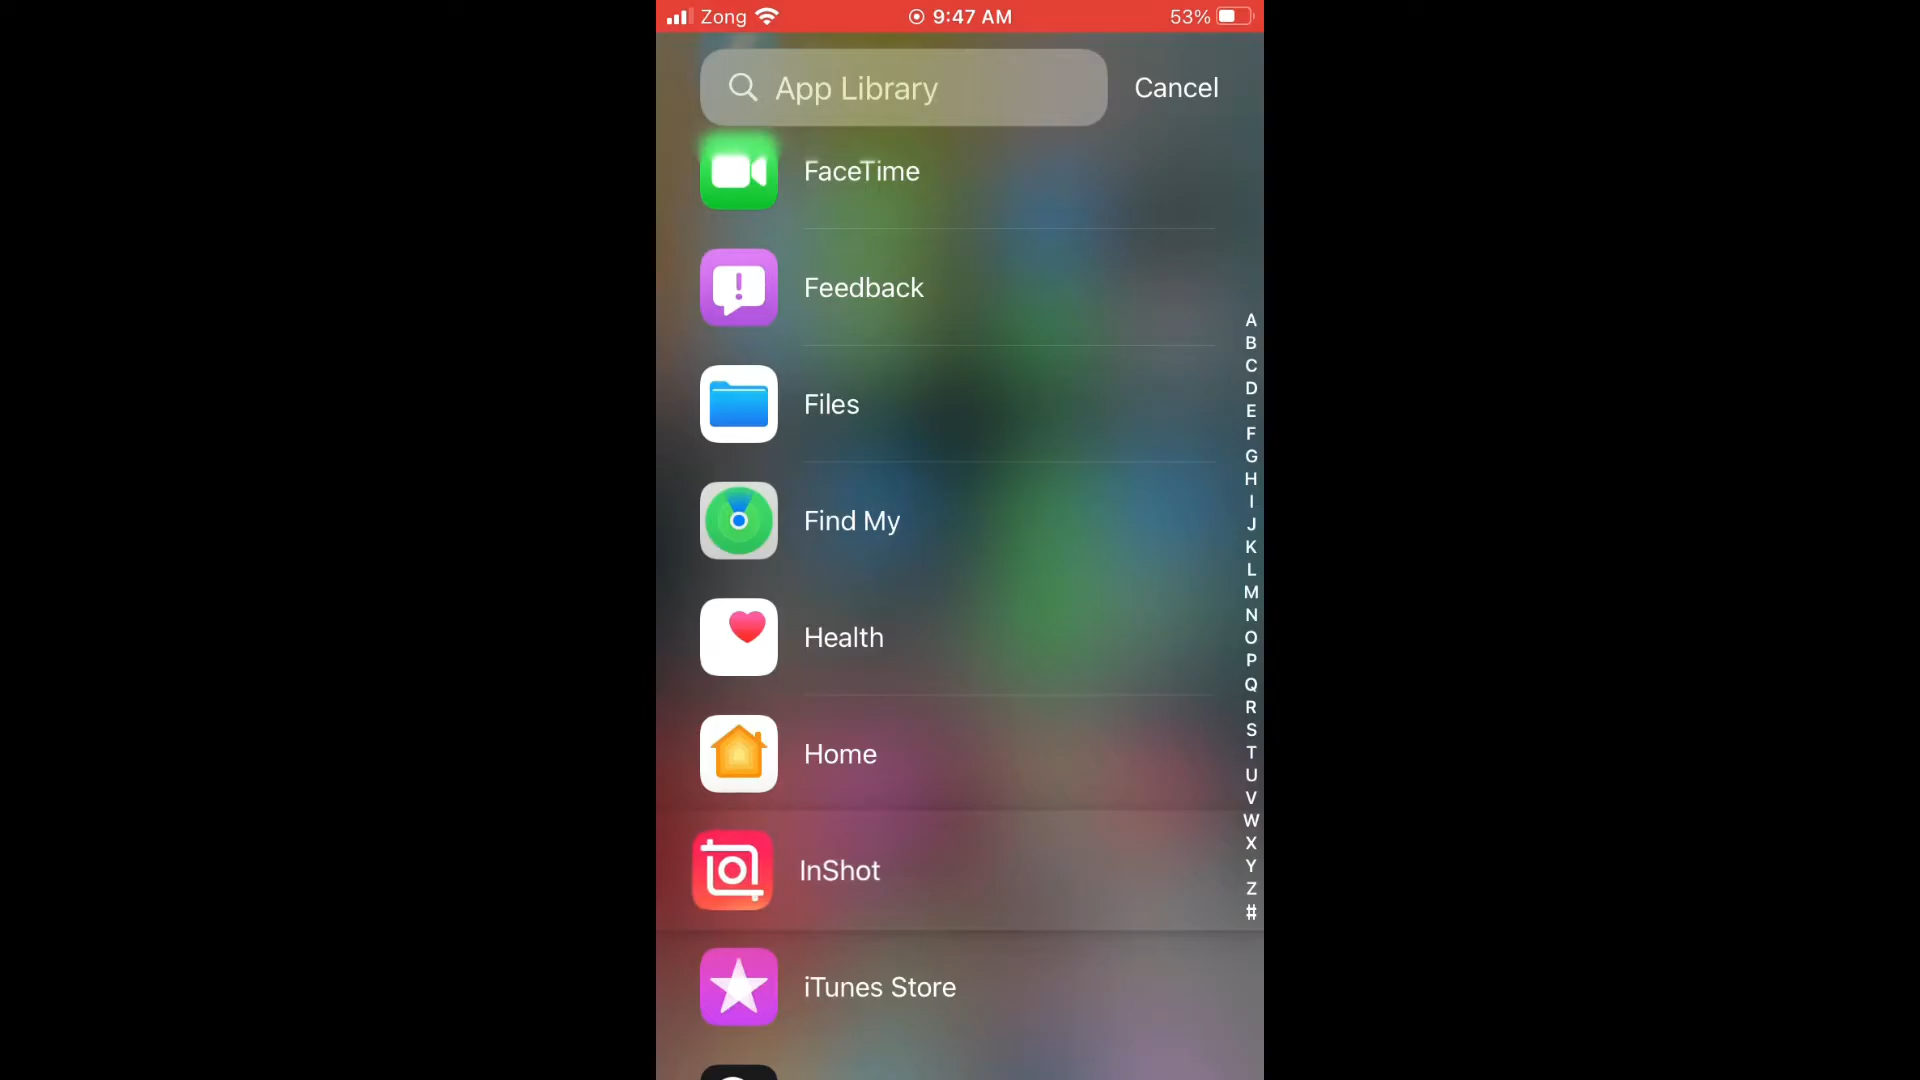 Zong 9:47 AM 53%
App Library Cancel
FaceTime
Feedback
Files
Find My
Health
Home
InShot
iTunes Store
A
B
C
D
E
F
G
H
I
J
K
L
M
N
O
P
Q
R
S
T
U
V
W
X
Y
Z
#